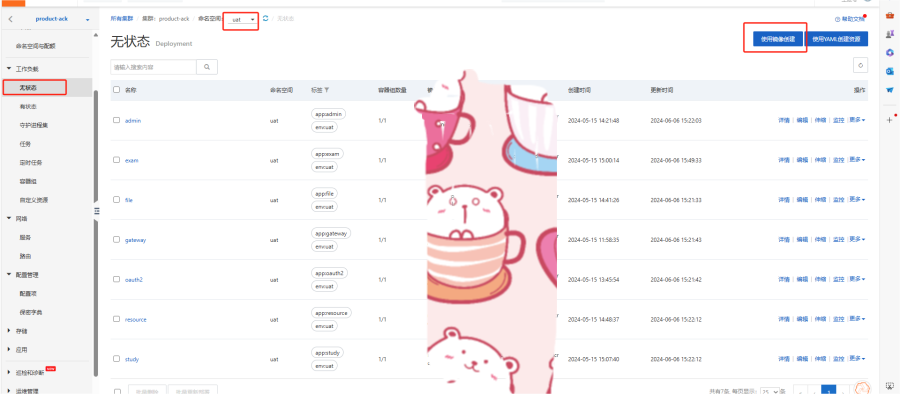 product-ack
所有集群 / 集群: product-ack / 命名空间: uat / 无状态
帮助文档
命名空间与配额
无状态 Deployment
使用镜像创建 使用YAML创建资源
工作负载
无状态
有状态
守护进程集
任务
定时任务
容器组
自定义资源
网络
服务
路由
配置管理
配置项
保密字典
存储
应用
巡检和诊断
运维管理
请输入搜索内容
名称 命名空间 标签 容器组数量 创建时间 更新时间 操作
admin uat app:admin env:uat 1/1 2024-05-15 14:21:48 2024-06-06 15:22:03 详情 | 编辑 | 伸缩 | 监控 | 更多
exam uat app:exam env:uat 1/1 2024-05-15 15:00:14 2024-06-06 15:49:33 详情 | 编辑 | 伸缩 | 监控 | 更多
file uat app:file env:uat 1/1 2024-05-15 14:41:26 2024-06-06 15:21:33 详情 | 编辑 | 伸缩 | 监控 | 更多
gateway uat app:gateway env:uat 1/1 2024-05-15 11:58:35 2024-06-06 15:21:43 详情 | 编辑 | 伸缩 | 监控 | 更多
oauth2 uat app:oauth2 env:uat 1/1 2024-05-15 13:45:54 2024-06-06 15:21:42 详情 | 编辑 | 伸缩 | 监控 | 更多
resource uat app:resource env:uat 1/1 2024-05-15 14:48:37 2024-06-06 15:22:12 详情 | 编辑 | 伸缩 | 监控 | 更多
study uat app:study env:uat 1/1 2024-05-15 15:07:40 2024-06-06 15:22:12 详情 | 编辑 | 伸缩 | 监控 | 更多
共有7条, 每页显示: 25 条 1